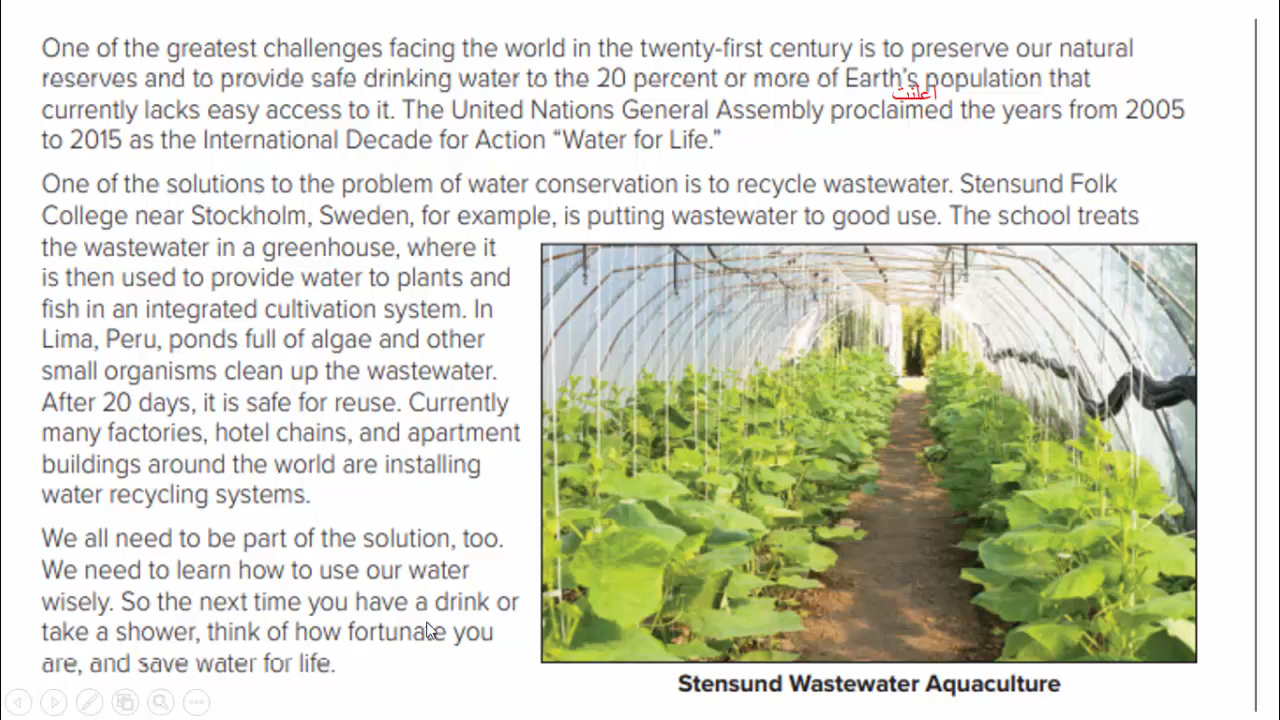 One of the greatest challenges facing the world in the twenty-first century is to preserve our natural
reserves and to provide safe drinking water to the 20 percent or more of Earth's population that
اعلنت
currently lacks easy access to it. The United Nations General Assembly proclaimed the years from 2005
to 2015 as the International Decade for Action “Water for Life.”
One of the solutions to the problem of water conservation is to recycle wastewater. Stensund Folk
College near Stockholm, Sweden, for example, is putting wastewater to good use. The school treats
the wastewater in a greenhouse, where it
is then used to provide water to plants and
fish in an integrated cultivation system. In
Lima, Peru, ponds full of algae and other
small organisms clean up the wastewater.
After 20 days, it is safe for reuse. Currently
many factories, hotel chains, and apartment
buildings around the world are installing
water recycling systems.
We all need to be part of the solution, too.
We need to learn how to use our water
wisely. So the next time you have a drink or
take a shower, think of how fortunate you
are, and save water for life.
Stensund Wastewater Aquaculture